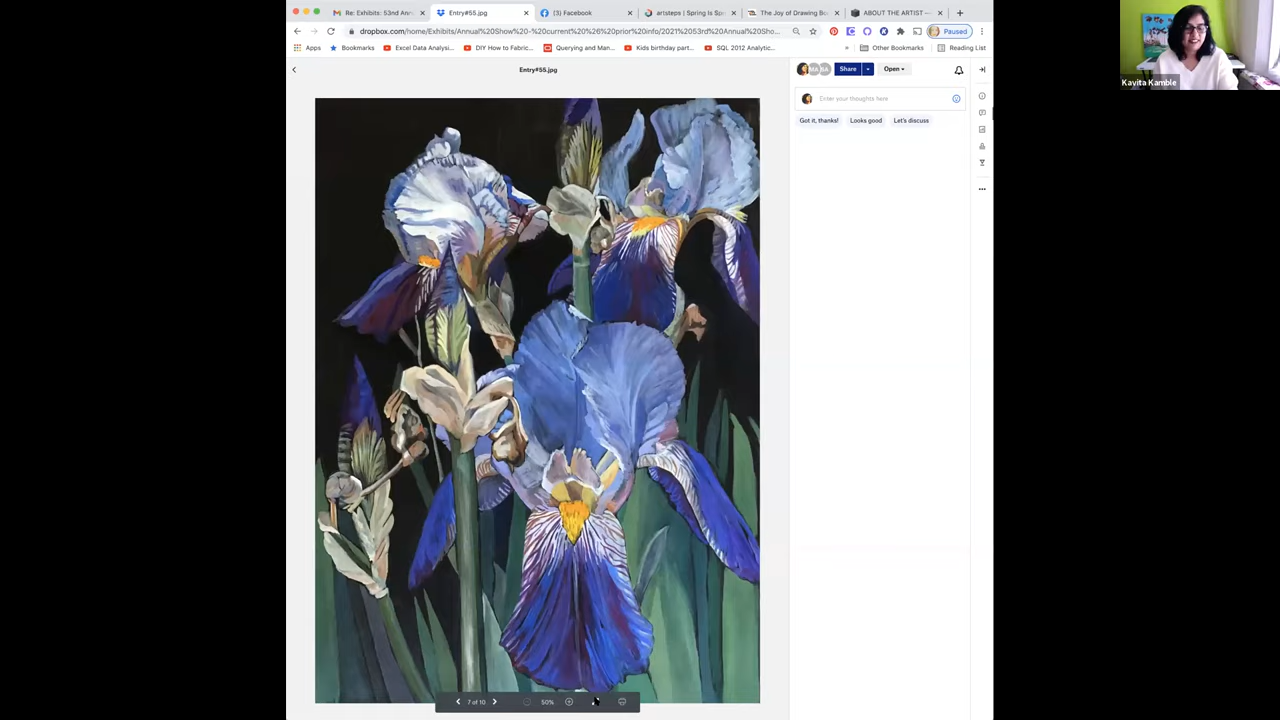 Re: Exhibits: 53nd Ann
Entry#55.jpg
(3) Facebook
artsteps | Spring Is Spr
The Joy of Drawing Bo
ABOUT THE ARTIST —
dropbox.com/home/Exhibits/Annual%20Show%20-%20current%20%26%20prior%20info/2021%2053rd%20Annual%20Sho...
Paused
Apps
Bookmarks
Excel Data Analysi...
DIY How to Fabric...
Querying and Man...
Kids birthday part...
SQL 2012 Analytic...
»
Other Bookmarks
Reading List
Entry#55.jpg
MA
Share
Open
Enter your thoughts here
Got it, thanks!
Looks good
Let's discuss
7 of 10
50%
Kavita Kamble